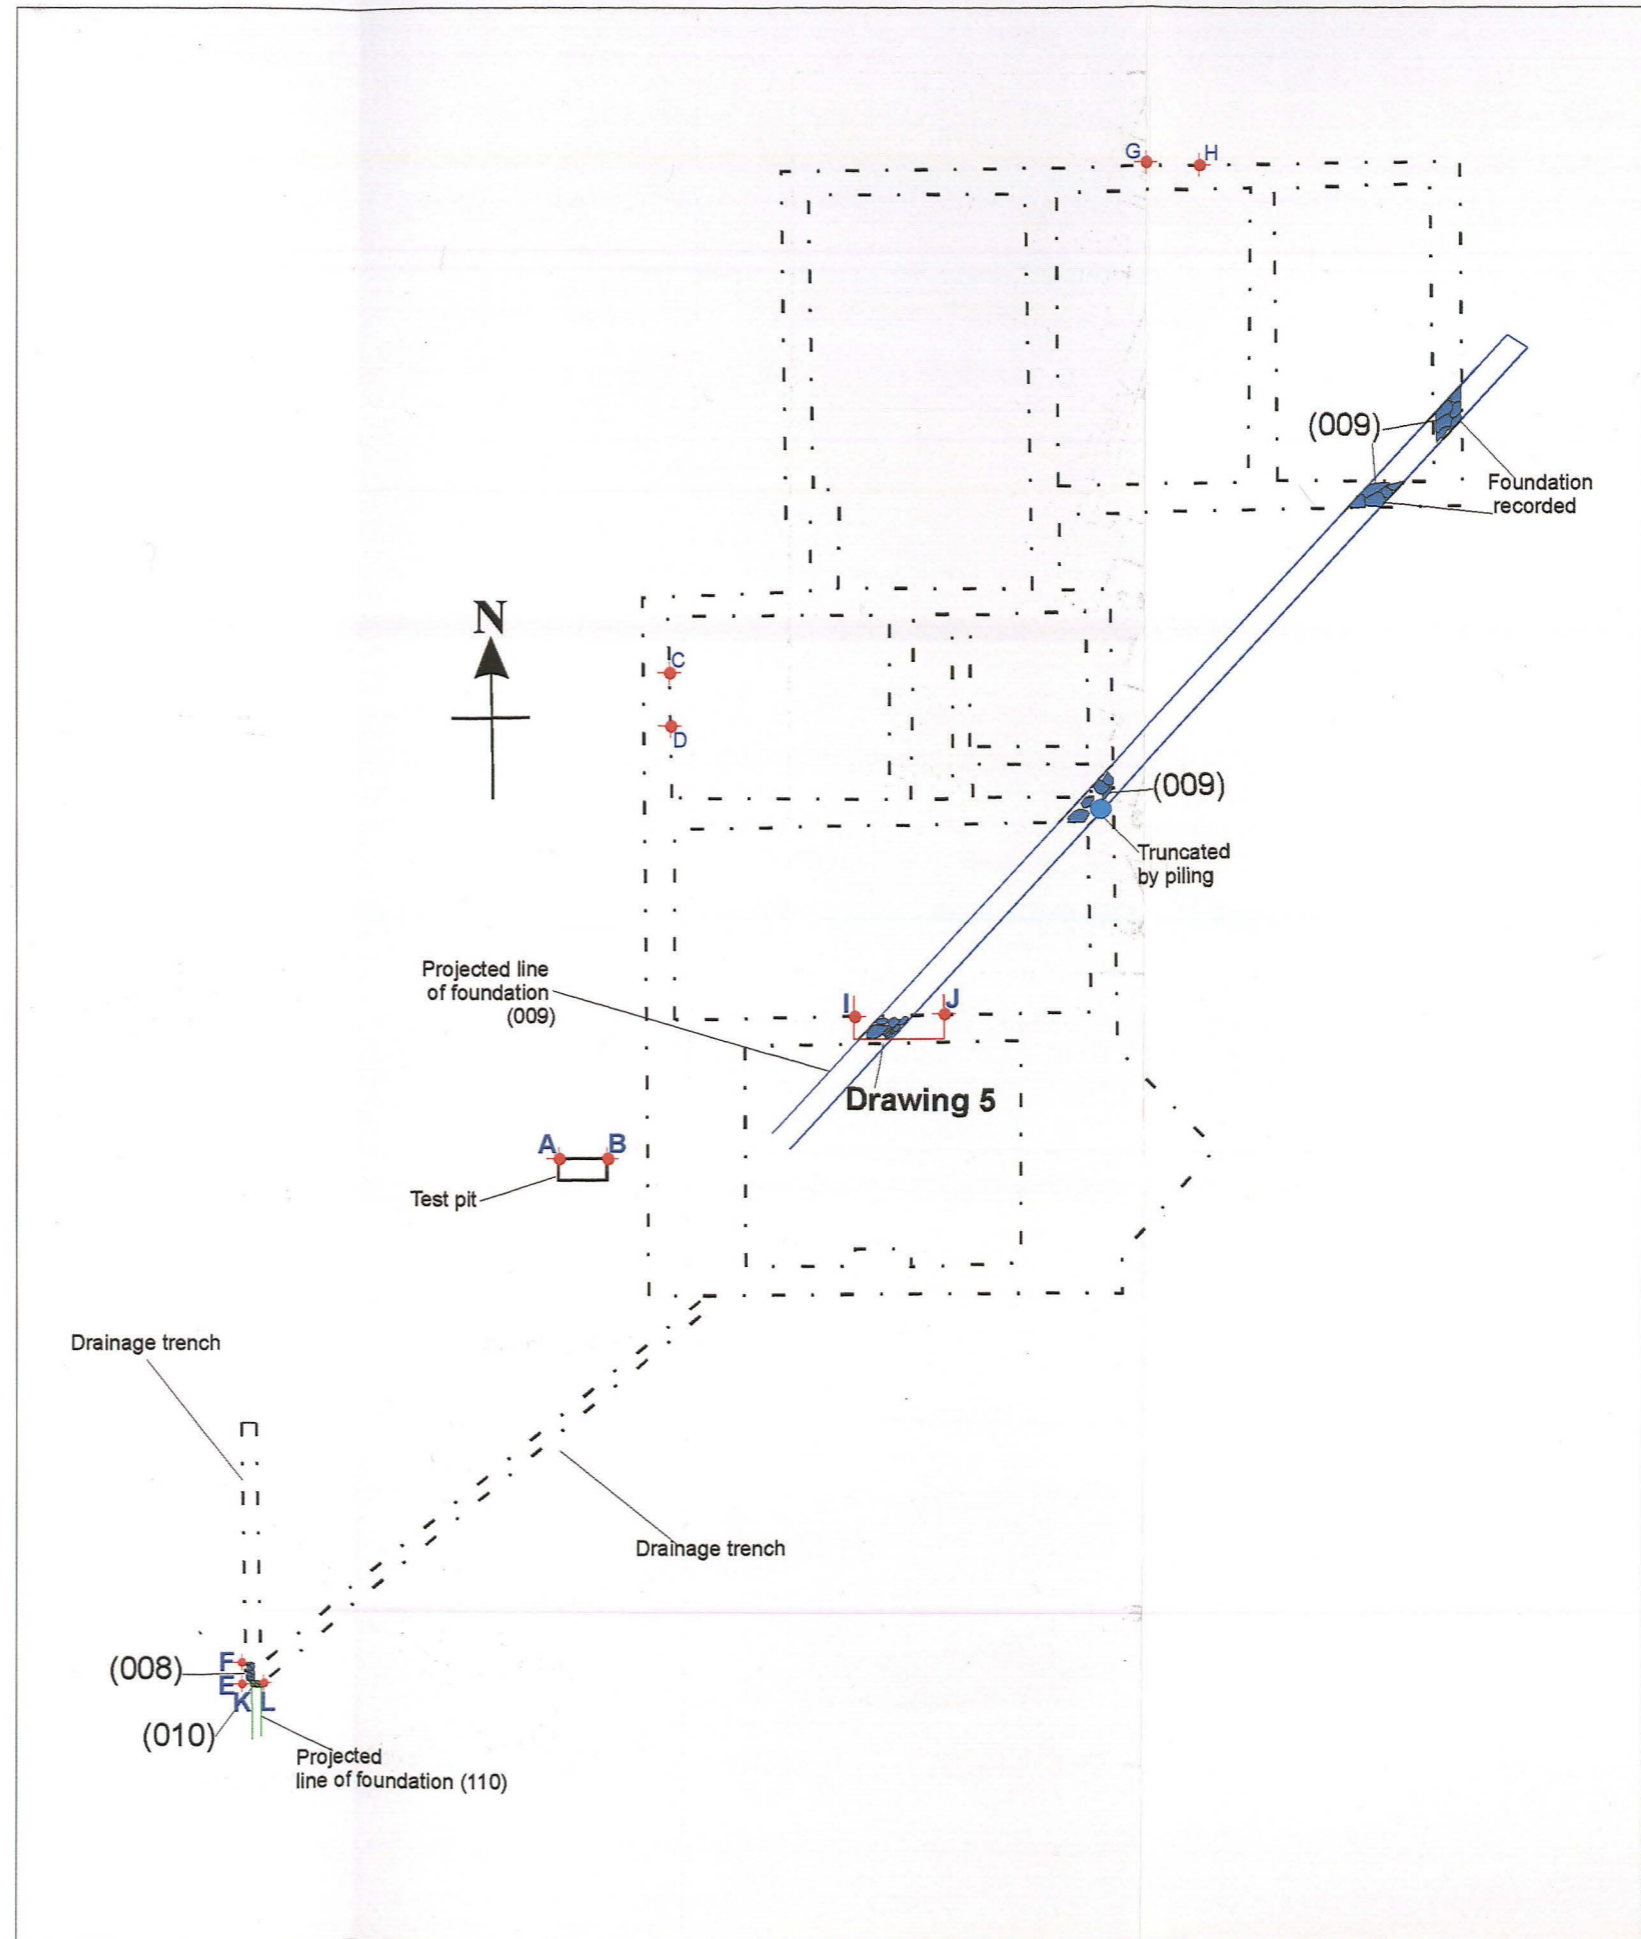 G
H
(009)
Foundation
recorded
N
C
D
(009)
Truncated
by piling
Projected line
of foundation
(009)
I
J
Drawing 5
A
B
Test pit
Drainage trench
Drainage trench
F
(008)
E
K
L
(010)
Projected
line of foundation (110)